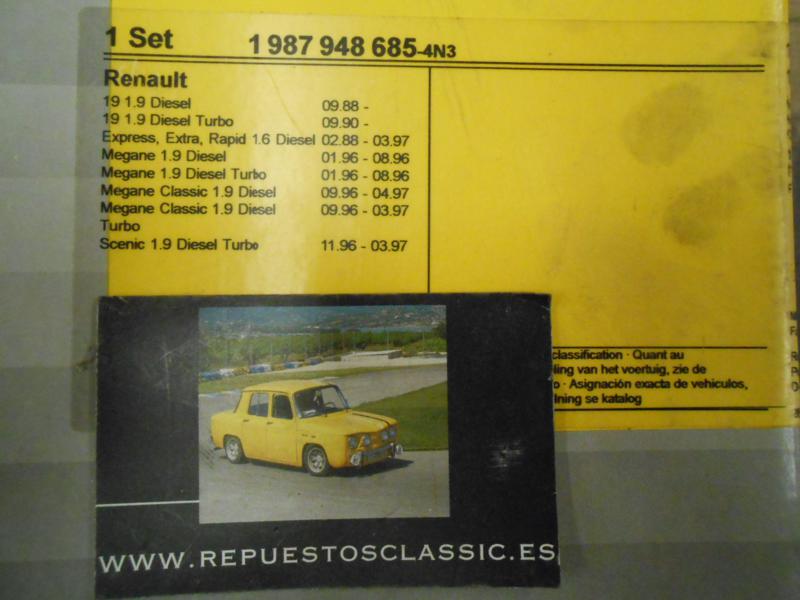 1 Set 1 987 948 685-4N3
Renault
19 1.9 Diesel 09.88 -
19 1.9 Diesel Turbo 09.90 -
Express, Extra, Rapid 1.6 Diesel 02.88 - 03.97
Megane 1.9 Diesel 01.96 - 08.96
Megane 1.9 Diesel Turbo 01.96 - 08.96
Megane Classic 1.9 Diesel 09.96 - 04.97
Megane Classic 1.9 Diesel 09.96 - 03.97
Turbo
Scenic 1.9 Diesel Turbo 11.96 - 03.97
classification · Quant au
ling van het voertuig, zie de
o · Asignación exacta de vehiculos,
lning se katalog
WWW.REPUESTOSCLASSIC.ES